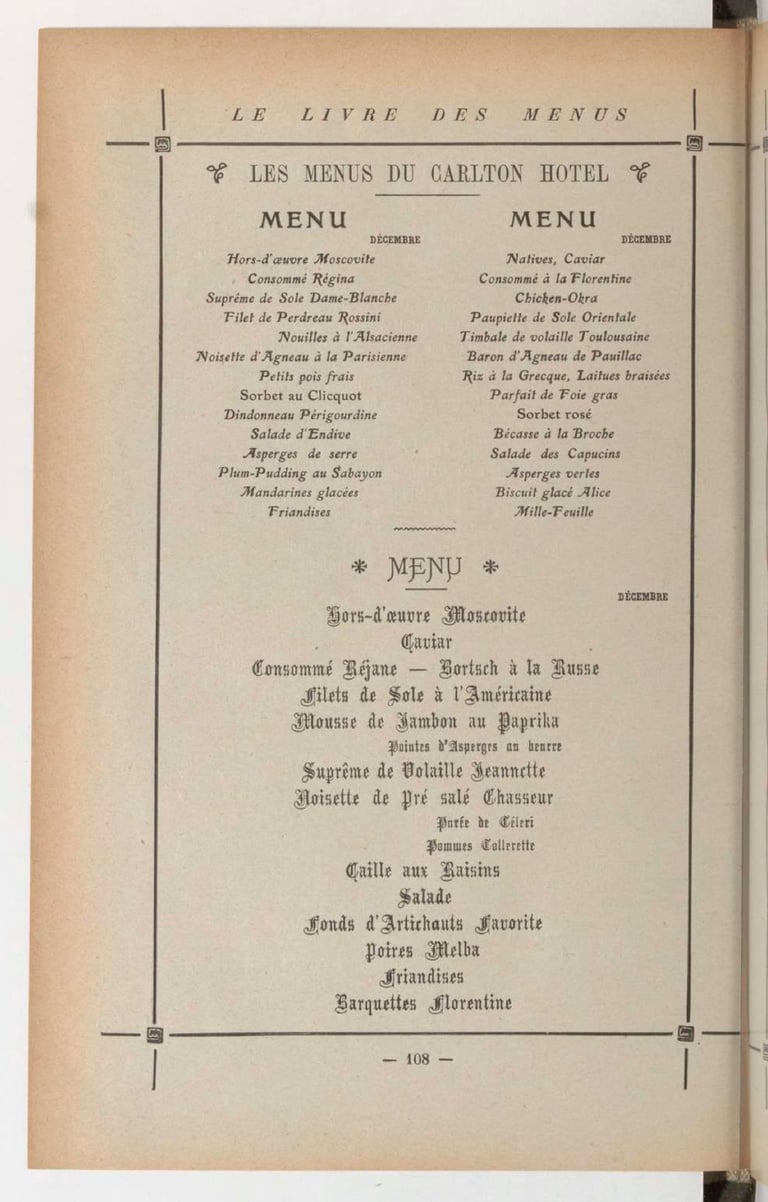 LE LIVRE DES MENUS
LES MENUS DU CARLTON HOTEL
MENU
DÉCEMBRE
Hors-d'œuvre Moscovite
Consommé Régina
Suprême de Sole Dame-Blanche
Filet de Perdreau Rossini
Nouilles à l'Alsacienne
Noisette d'Agneau à la Parisienne
Petits pois frais
Sorbet au Clicquot
Dindonneau Périgourdine
Salade d'Endive
Asperges de serre
Plum-Pudding au Sabayon
Mandarines glacées
Friandises
MENU
DÉCEMBRE
Natives, Caviar
Consommé à la Florentine
Chicken-Okra
Paupiette de Sole Orientale
Timbale de volaille Toulousaine
Baron d'Agneau de Pauillac
Riz à la Grecque, Laitues braisées
Parfait de Foie gras
Sorbet rosé
Bécasse à la Broche
Salade des Capucins
Asperges vertes
Biscuit glacé Alice
Mille-Feuille
* MENU *
DÉCEMBRE
Hors-d'œuvre Moscovite
Caviar
Consommé Réjane — Bortsch à la Russe
Filets de Sole à l'Américaine
Mousse de Jambon au Paprika
Pointes d'Asperges au beurre
Suprême de Volaille Jeannette
Noisette de Pré salé Chasseur
Purée de Céleri
Pommes Collerette
Caille aux Raisins
Salade
Fonds d'Artichauts Favorite
Poires Melba
Friandises
Barquettes Florentine
— 108 —